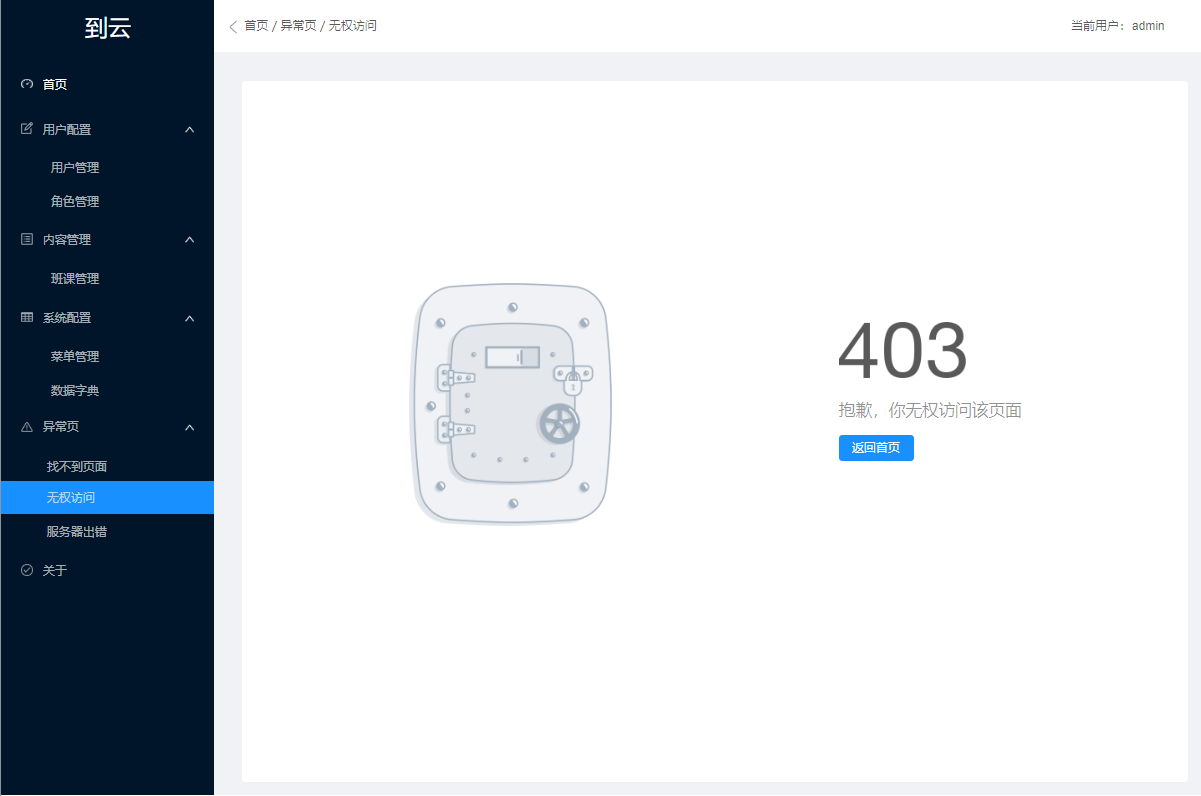 到云
首页
用户配置
用户管理
角色管理
内容管理
班课管理
系统配置
菜单管理
数据字典
异常页
找不到页面
无权访问
服务器出错
关于
首页 / 异常页 / 无权访问
当前用户：admin
403
抱歉，你无权访问该页面
返回首页